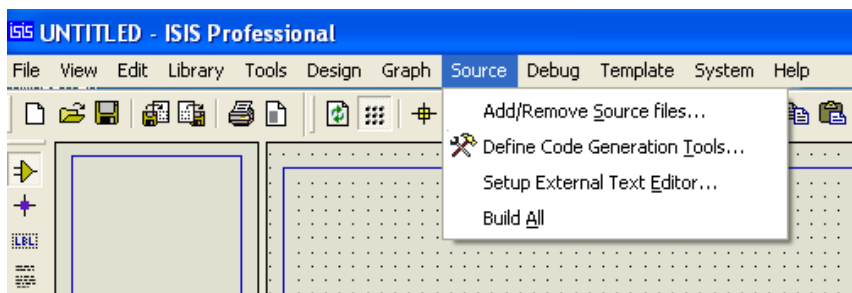 isis UNTITLED - ISIS Professional
File View Edit Library Tools Design Graph Source Debug Template System Help
Add/Remove Source files...
Define Code Generation Tools...
Setup External Text Editor...
Build All
LBL